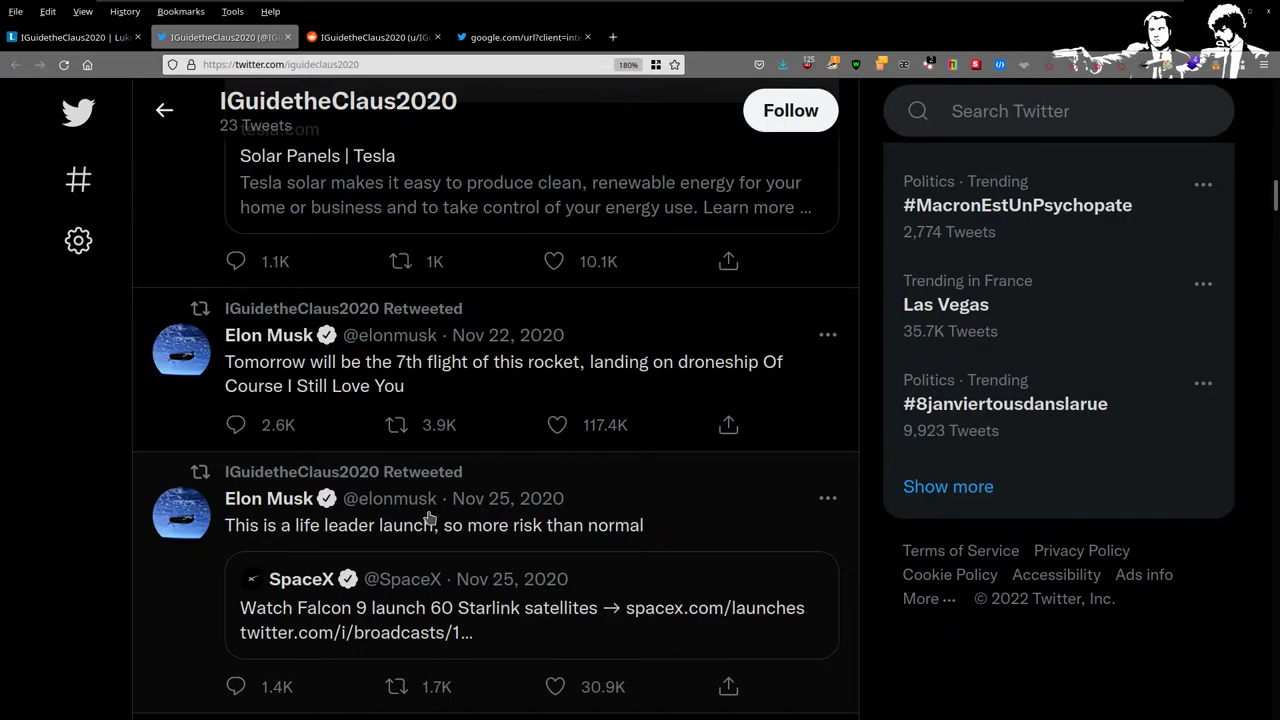 File Edit View History Bookmarks Tools Help
IGuidetheClaus2020 | Luk
IGuidetheClaus2020 (@IG
IGuidetheClaus2020 (u/IG
google.com/url?client=inte
https://twitter.com/iguideclaus2020
180%
IGuidetheClaus2020
23 Tweets
Follow
Search Twitter
tesla.com
Solar Panels | Tesla
Tesla solar makes it easy to produce clean, renewable energy for your
home or business and to take control of your energy use. Learn more ...
1.1K 1K 10.1K
IGuidetheClaus2020 Retweeted
Elon Musk @elonmusk · Nov 22, 2020
Tomorrow will be the 7th flight of this rocket, landing on droneship Of
Course I Still Love You
2.6K 3.9K 117.4K
IGuidetheClaus2020 Retweeted
Elon Musk @elonmusk · Nov 25, 2020
This is a life leader launch, so more risk than normal
SpaceX @SpaceX · Nov 25, 2020
Watch Falcon 9 launch 60 Starlink satellites → spacex.com/launches
twitter.com/i/broadcasts/1...
1.4K 1.7K 30.9K
Politics · Trending
#MacronEstUnPsychopate
2,774 Tweets
Trending in France
Las Vegas
35.7K Tweets
Politics · Trending
#8janviertousdanslarue
9,923 Tweets
Show more
Terms of Service Privacy Policy
Cookie Policy Accessibility Ads info
More ··· © 2022 Twitter, Inc.